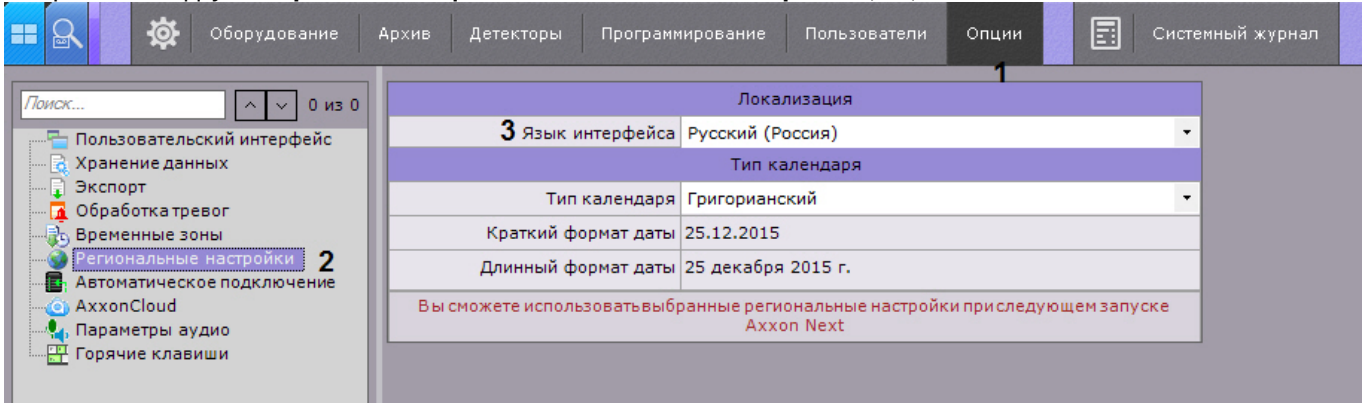 Оборудование Архив Детекторы Программирование Пользователи Опции Системный журнал
1
Поиск... 0 из 0
Пользовательский интерфейс
Хранение данных
Экспорт
Обработка тревог
Временные зоны
Региональные настройки 2
Автоматическое подключение
AxxonCloud
Параметры аудио
Горячие клавиши
Локализация
3 Язык интерфейса Русский (Россия)
Тип календаря
Тип календаря Григорианский
Краткий формат даты 25.12.2015
Длинный формат даты 25 декабря 2015 г.
Вы сможете использовать выбранные региональные настройки при следующем запуске
Axxon Next